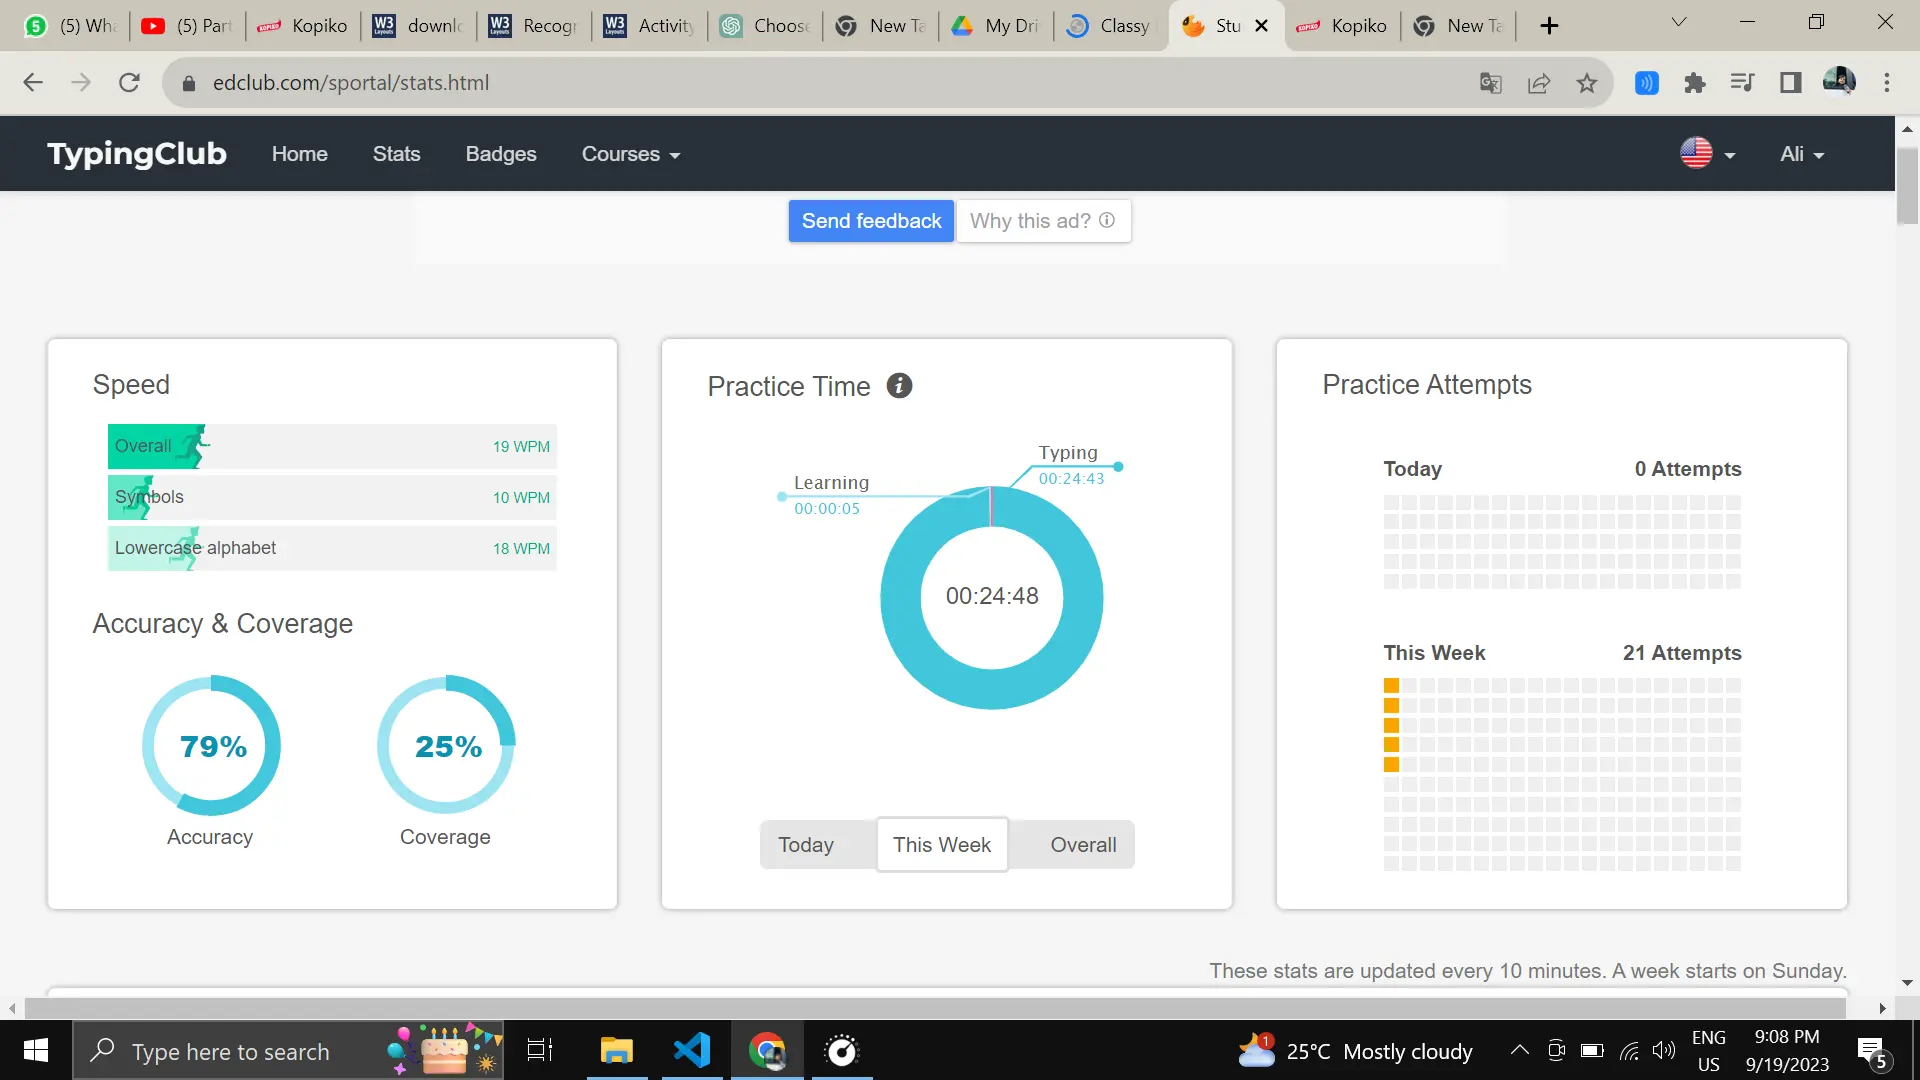 (5) Wha
(5) Part
Kopiko
downlo
Recogn
Activity
Choose
New Ta
My Dri
Classy
Stu
Kopiko
New Ta
edclub.com/sportal/stats.html
TypingClub
Home
Stats
Badges
Courses
Ali
Send feedback
Why this ad?
Speed
Overall
19 WPM
Symbols
10 WPM
Lowercase alphabet
18 WPM
Accuracy & Coverage
79%
25%
Accuracy
Coverage
Practice Time
Typing
00:24:43
Learning
00:00:05
00:24:48
Today
This Week
Overall
Practice Attempts
Today
0 Attempts
This Week
21 Attempts
These stats are updated every 10 minutes. A week starts on Sunday.
Type here to search
1
25°C Mostly cloudy
ENG
US
9:08 PM
9/19/2023
5